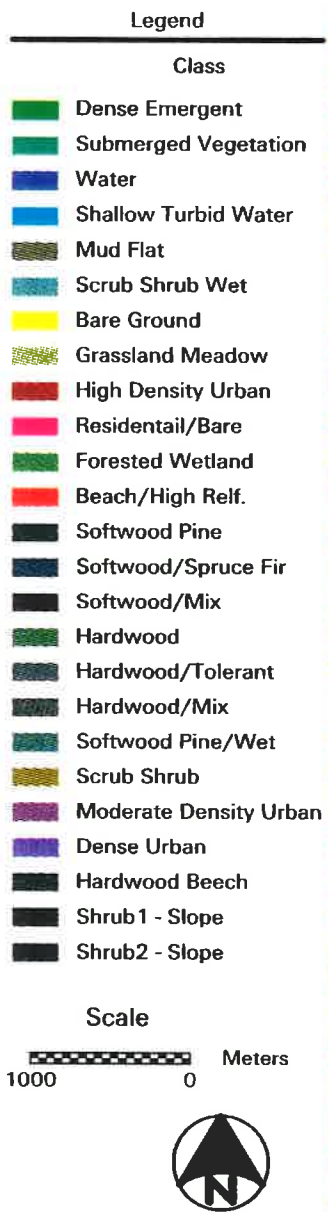 Legend
Class
Dense Emergent
Submerged Vegetation
Water
Shallow Turbid Water
Mud Flat
Scrub Shrub Wet
Bare Ground
Grassland Meadow
High Density Urban
Residentail/Bare
Forested Wetland
Beach/High Relf.
Softwood Pine
Softwood/Spruce Fir
Softwood/Mix
Hardwood
Hardwood/Tolerant
Hardwood/Mix
Softwood Pine/Wet
Scrub Shrub
Moderate Density Urban
Dense Urban
Hardwood Beech
Shrub1 - Slope
Shrub2 - Slope
Scale
Meters
1000 0
N